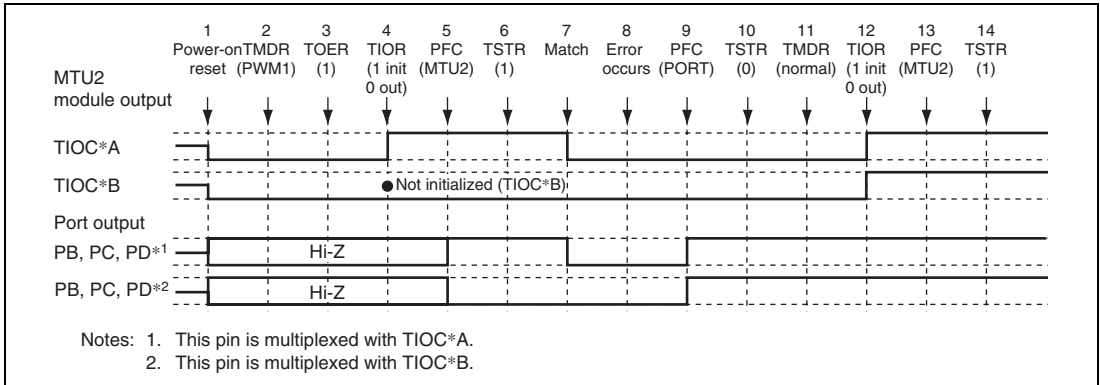 1 2 3 4 5 6 7 8 9 10 11 12 13 14
Power-on TMDR TOER TIOR PFC TSTR Match Error PFC TSTR TMDR TIOR PFC TSTR
reset (PWM1) (1) (1 init (MTU2) (1) occurs (PORT) (0) (normal) (1 init (MTU2) (1)
0 out) 0 out)
MTU2
module output
TIOC*A
TIOC*B
● Not initialized (TIOC*B)
Port output
PB, PC, PD*1 Hi-Z
PB, PC, PD*2 Hi-Z
Notes: 1. This pin is multiplexed with TIOC*A.
2. This pin is multiplexed with TIOC*B.